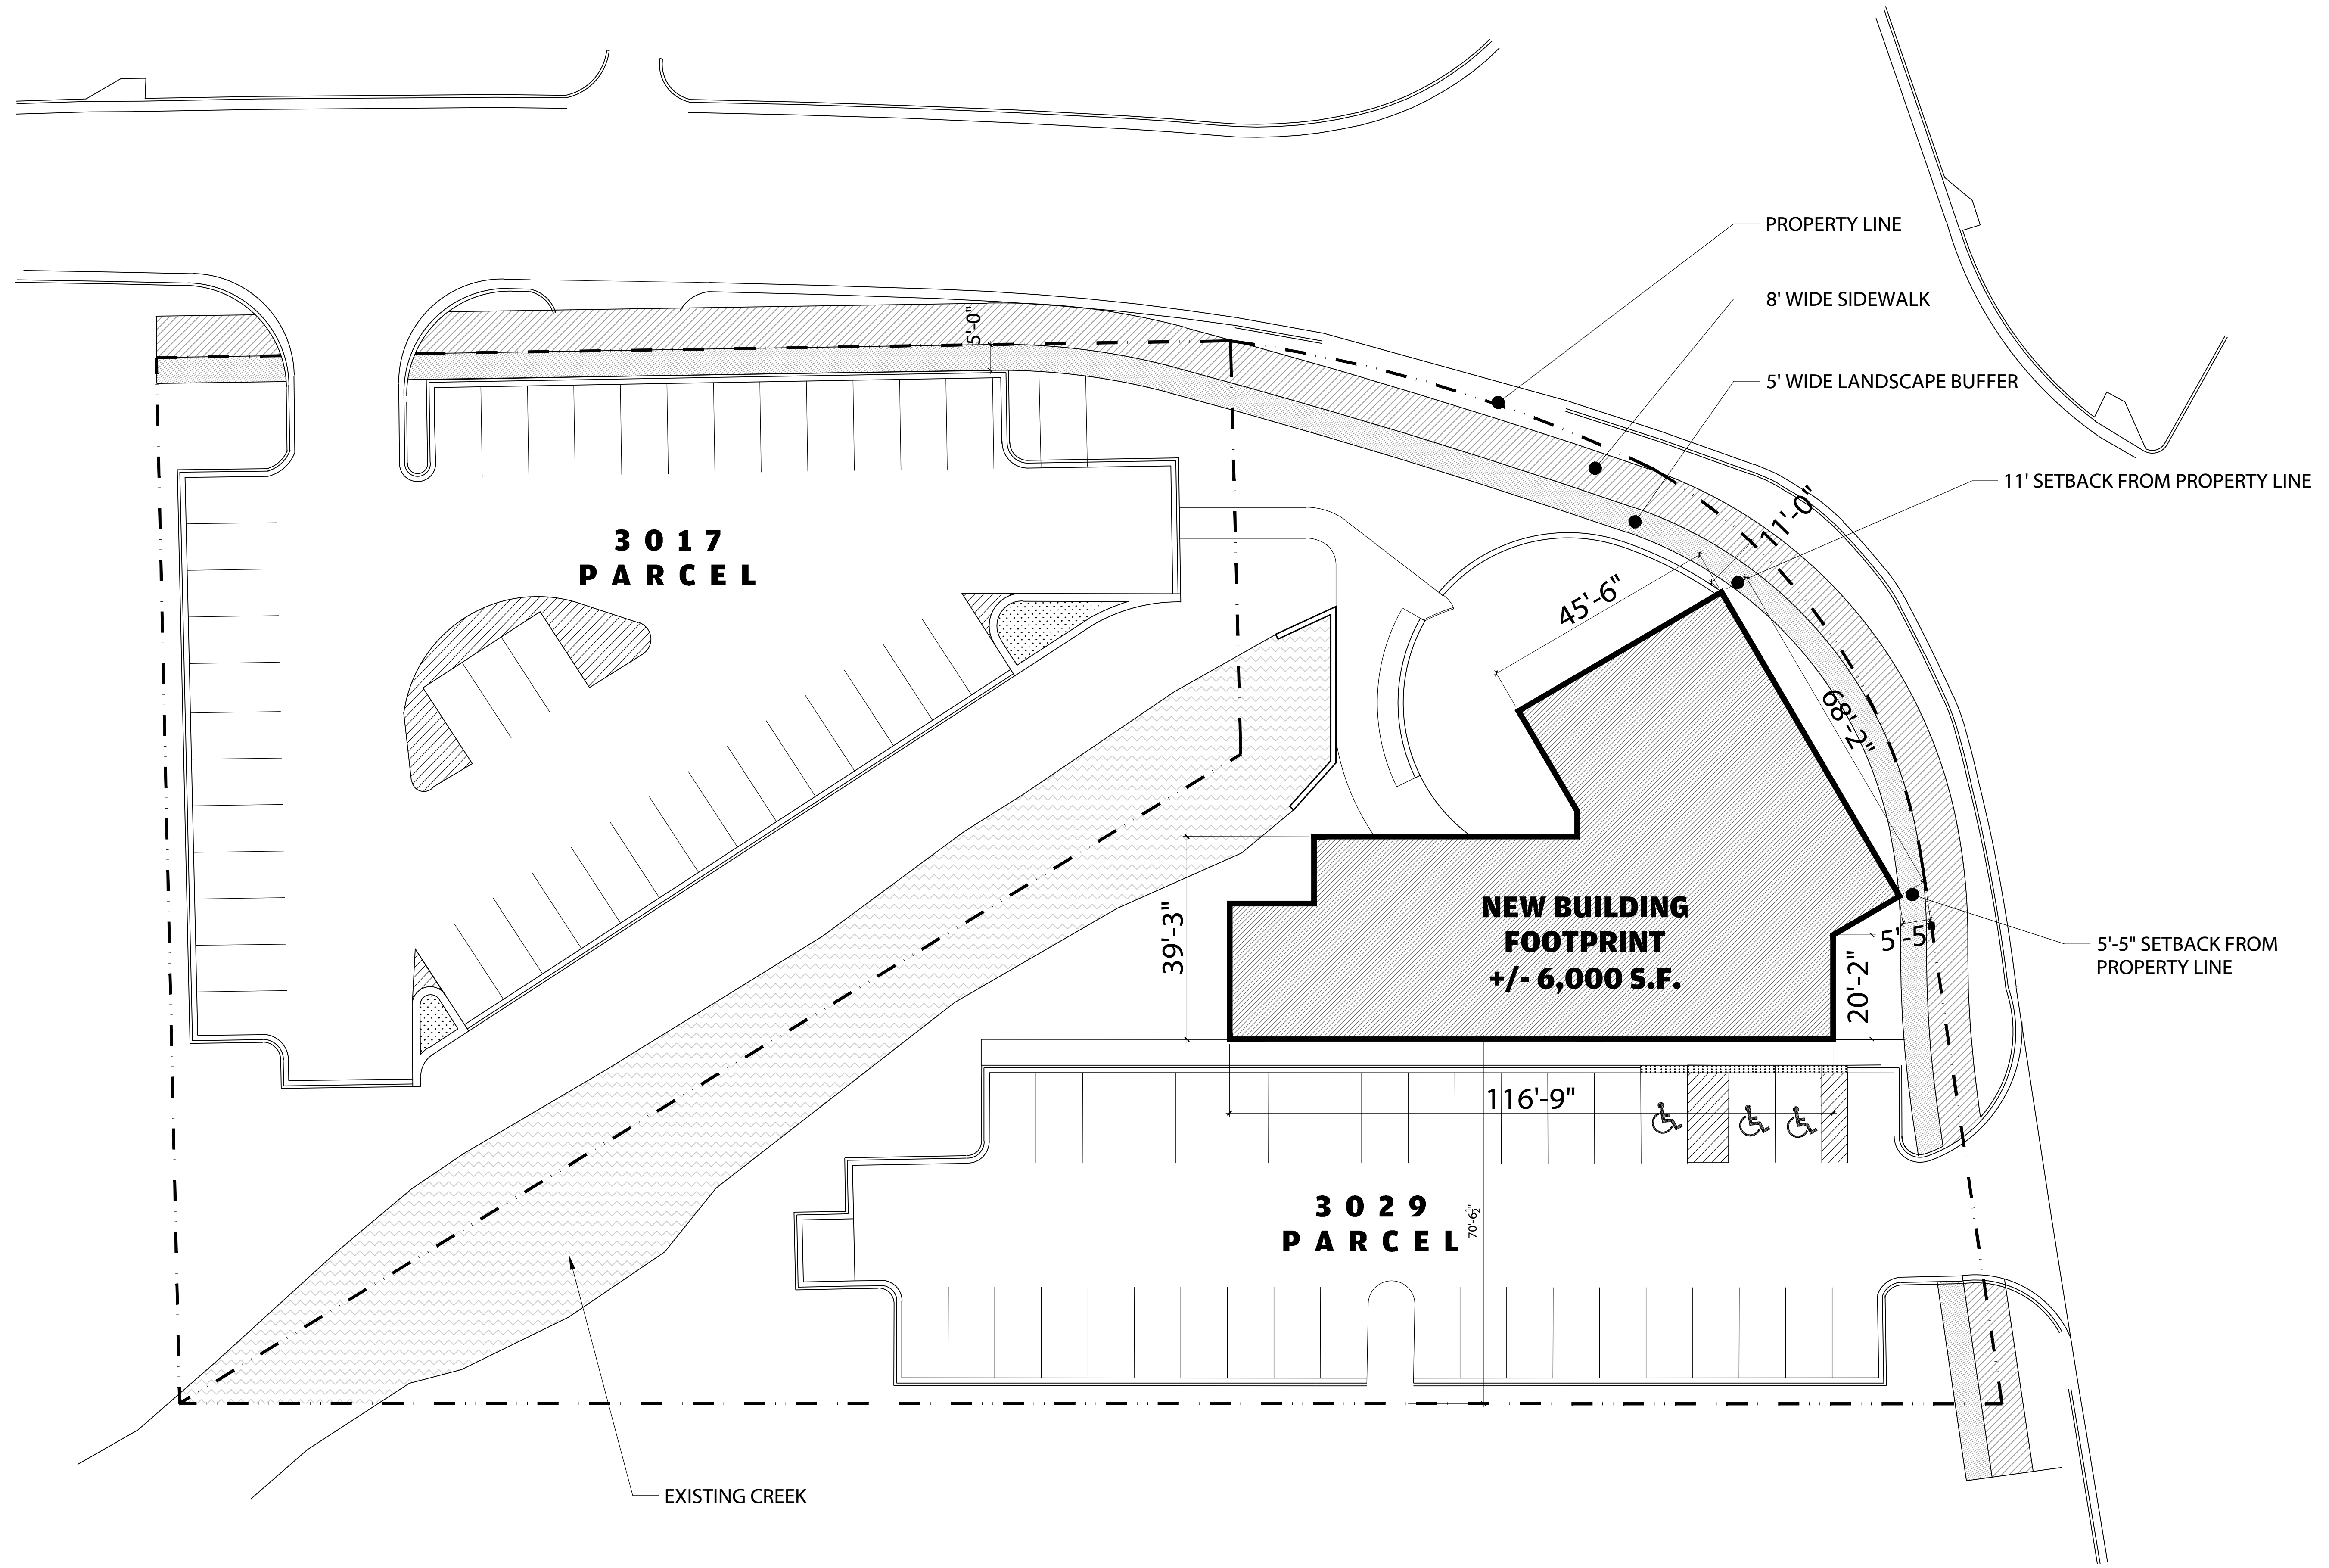 PROPERTY LINE
8' WIDE SIDEWALK
5' WIDE LANDSCAPE BUFFER
11' SETBACK FROM PROPERTY LINE
5'-0"
11'-0"
3017
PARCEL
45'-6"
68'-2"
NEW BUILDING
FOOTPRINT
+/- 6,000 S.F.
39'-3"
5'-5"
20'-2"
5'-5" SETBACK FROM
PROPERTY LINE
116'-9"
3029
PARCEL
70'-6½"
EXISTING CREEK